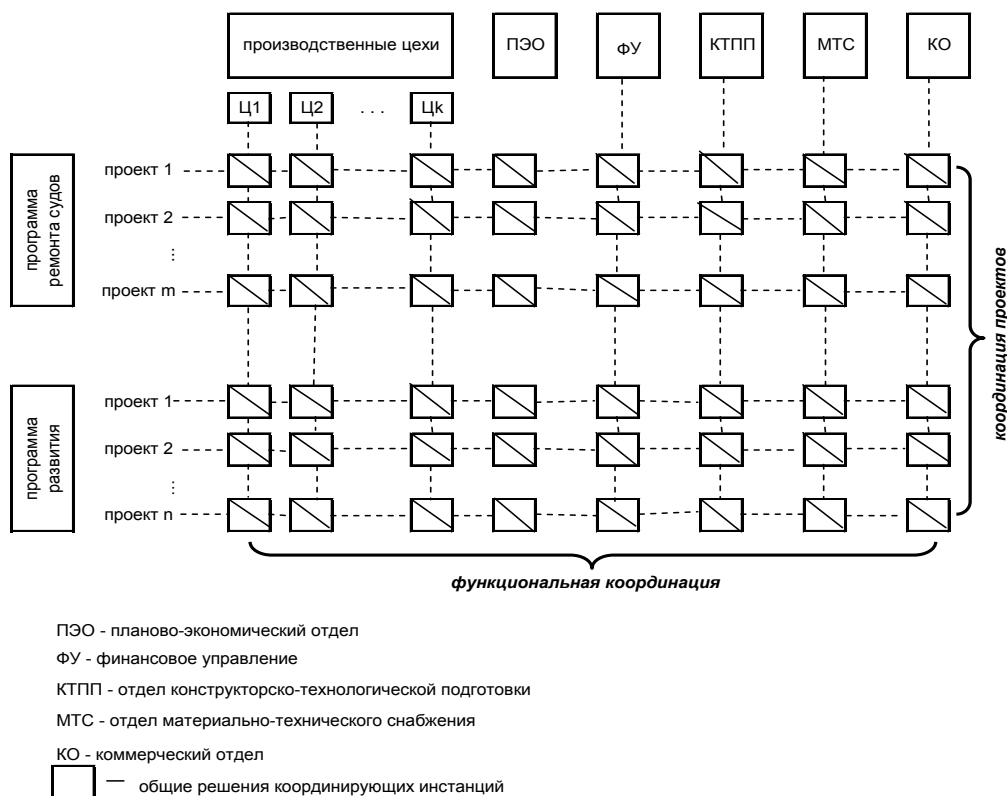 производственные цехи
ПЭО
ФУ
КТПП
МТС
КО
Ц1
Ц2
. . .
Цk
программа
ремонта судов
проект 1
проект 2
...
проект m
программа
развития
проект 1
проект 2
...
проект n
координация проектов
функциональная координация
ПЭО - планово-экономический отдел
ФУ - финансовое управление
КТПП - отдел конструкторско-технологической подготовки
МТС - отдел материально-технического снабжения
КО - коммерческий отдел
— общие решения координирующих инстанций